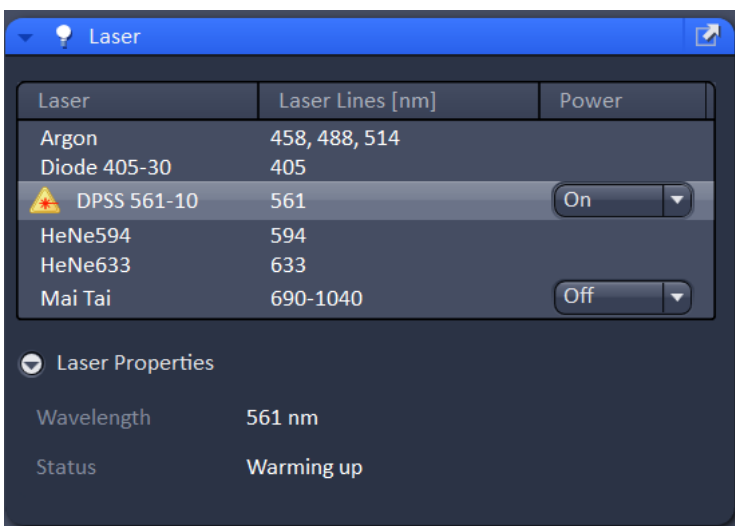 Laser
Laser Laser Lines [nm] Power
Argon 458, 488, 514
Diode 405-30 405
DPSS 561-10 561 On
HeNe594 594
HeNe633 633
Mai Tai 690-1040 Off
Laser Properties
Wavelength 561 nm
Status Warming up